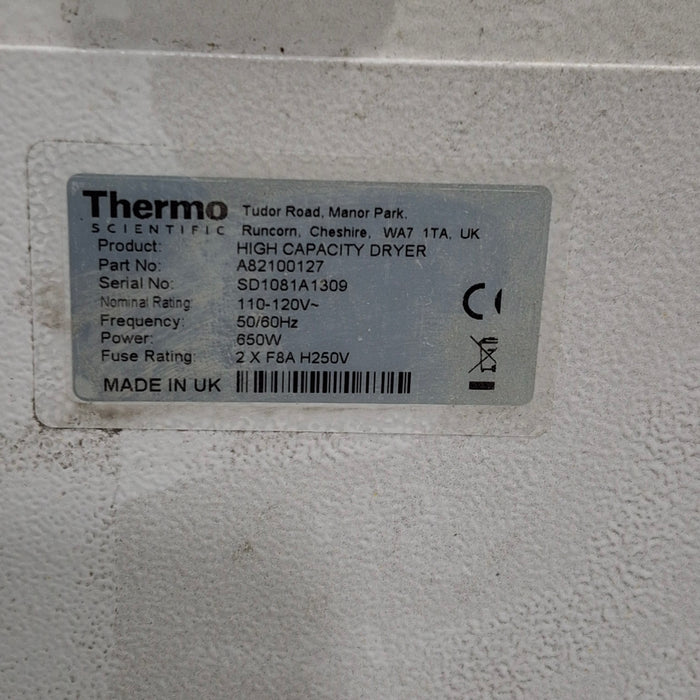 Thermo
SCIENTIFIC
Tudor Road, Manor Park,
Runcorn, Cheshire, WA7 1TA, UK
Product: HIGH CAPACITY DRYER
Part No: A82100127
Serial No: SD1081A1309
Nominal Rating: 110-120V~
Frequency: 50/60Hz
Power: 650W
Fuse Rating: 2 X F8A H250V
MADE IN UK
CE